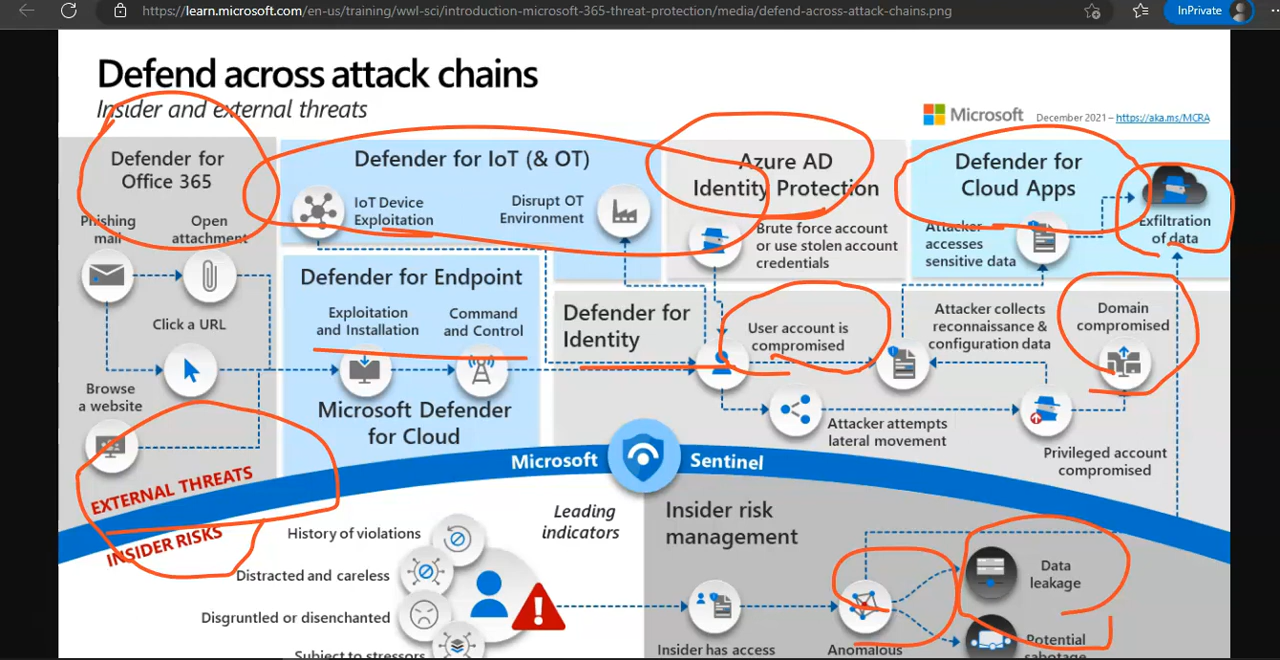 https://learn.microsoft.com/en-us/training/wwl-sci/introduction-microsoft-365-threat-protection/media/defend-across-attack-chains.png
InPrivate
Defend across attack chains
Insider and external threats
Microsoft
December 2021 – https://aka.ms/MCRA
Defender for
Office 365
Phishing
mail
Open
attachment
Click a URL
Browse
a website
Defender for IoT (& OT)
IoT Device
Exploitation
Disrupt OT
Environment
Azure AD
Identity Protection
Brute force account
or use stolen account
credentials
Defender for
Cloud Apps
Attacker
accesses
sensitive data
Exfiltration
of data
Defender for Endpoint
Exploitation
and Installation
Command
and Control
Microsoft Defender
for Cloud
Defender for
Identity
User account is
compromised
Attacker collects
reconnaissance &
configuration data
Domain
compromised
Attacker attempts
lateral movement
Privileged account
compromised
EXTERNAL THREATS
INSIDER RISKS
Microsoft
Sentinel
History of violations
Distracted and careless
Disgruntled or disenchanted
Subject to stressors
Leading
indicators
Insider risk
management
Insider has access
Anomalous
Data
leakage
Potential
sabotage